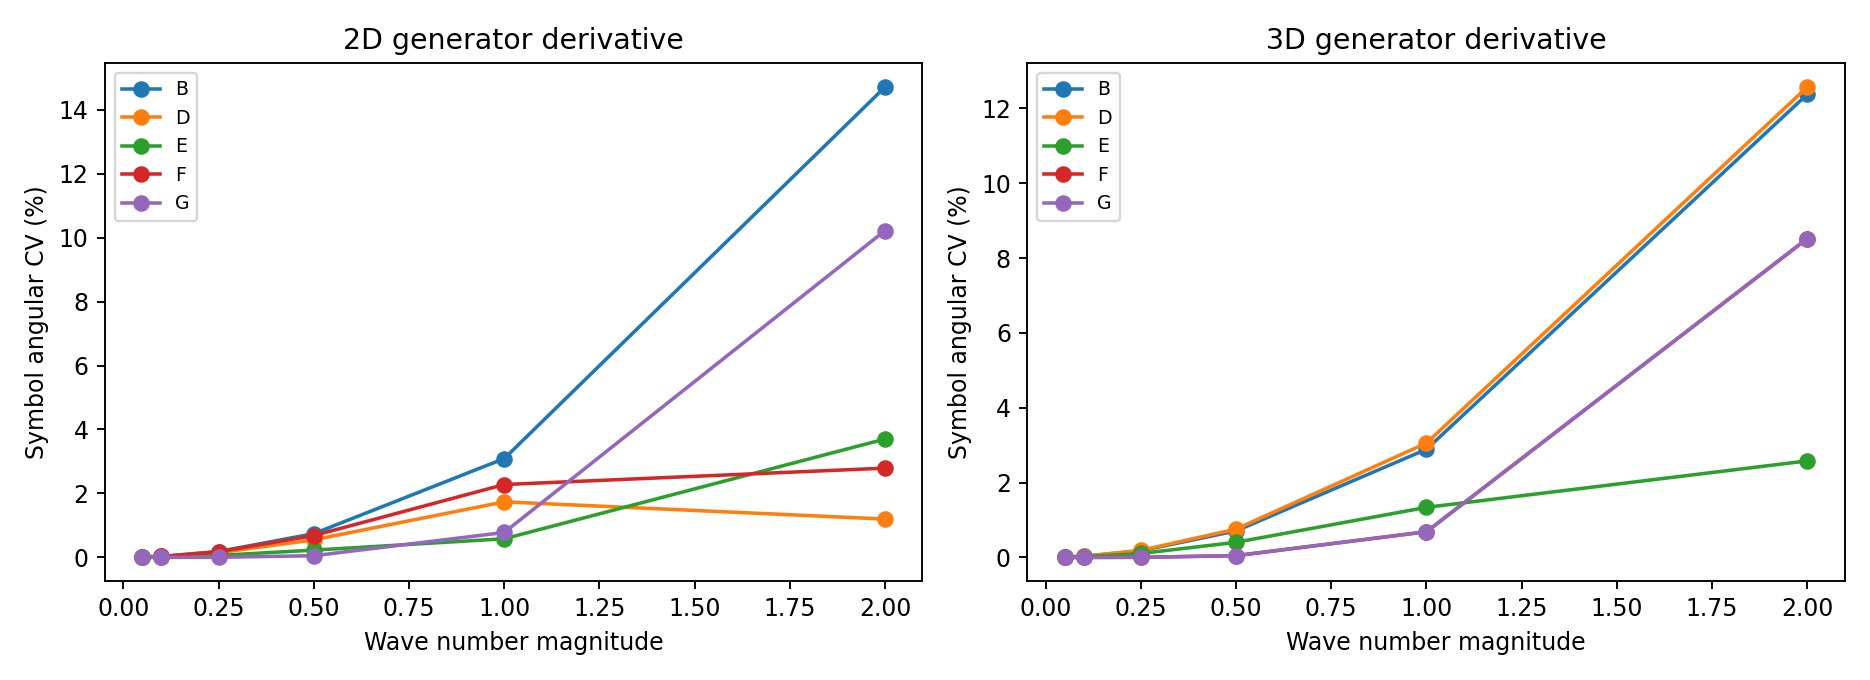 2D generator derivative
B
D
E
F
G
Symbol angular CV (%)
14
12
10
8
6
4
2
0
0.00 0.25 0.50 0.75 1.00 1.25 1.50 1.75 2.00
Wave number magnitude
3D generator derivative
B
D
E
F
G
Symbol angular CV (%)
12
10
8
6
4
2
0
0.00 0.25 0.50 0.75 1.00 1.25 1.50 1.75 2.00
Wave number magnitude